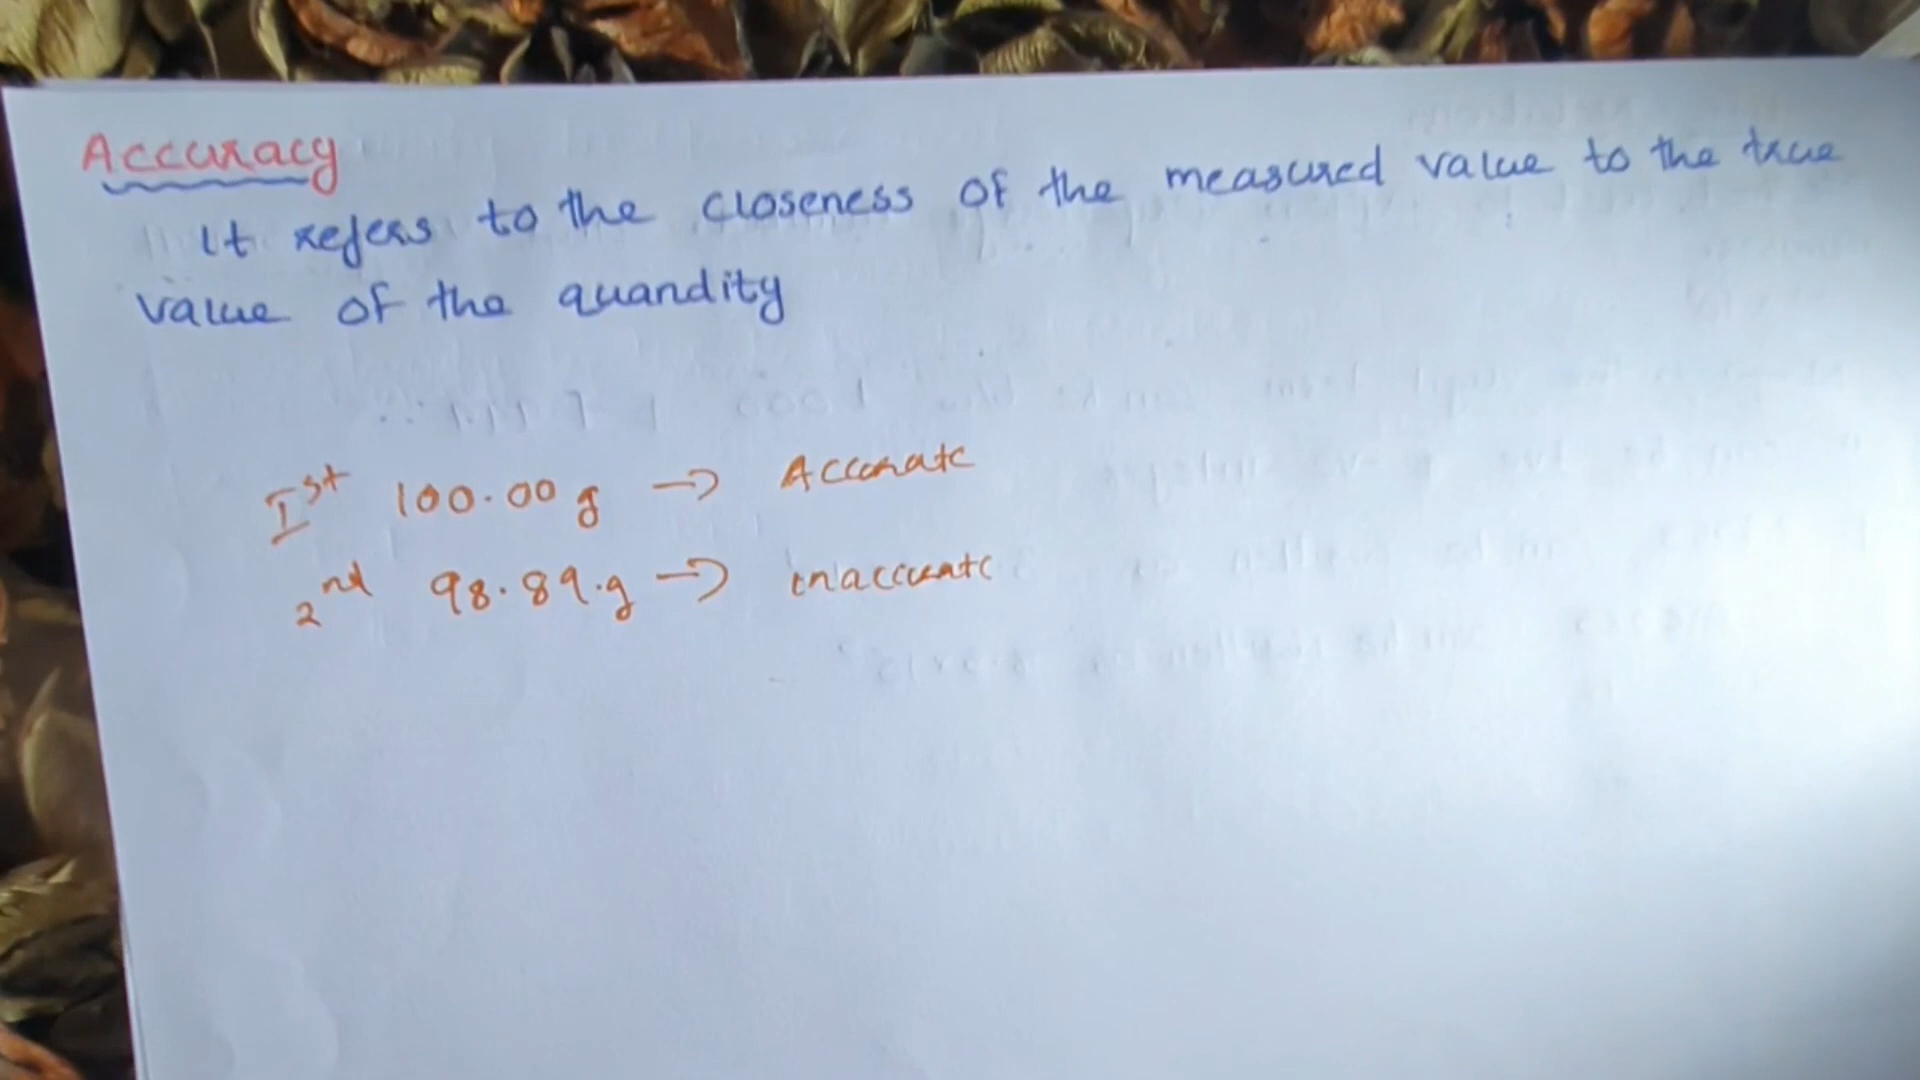 Accuracy
It refers to the closeness of the measured value to the true
value of the quandity
Ist 100.00 g → Accurate
2nd 98.89.g → inaccurate